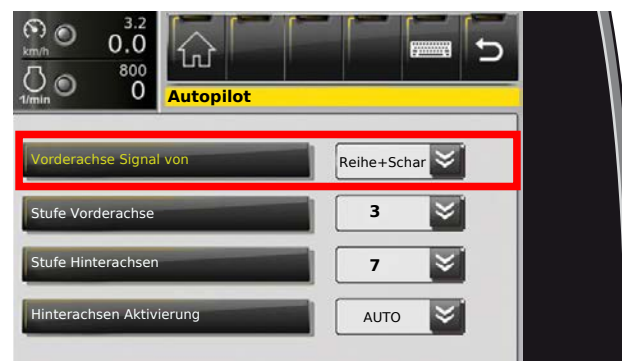 km/h
3.2
0.0
1/min
800
0
Autopilot
Vorderachse Signal von
Reihe+Schar
Stufe Vorderachse
3
Stufe Hinterachsen
7
Hinterachsen Aktivierung
AUTO